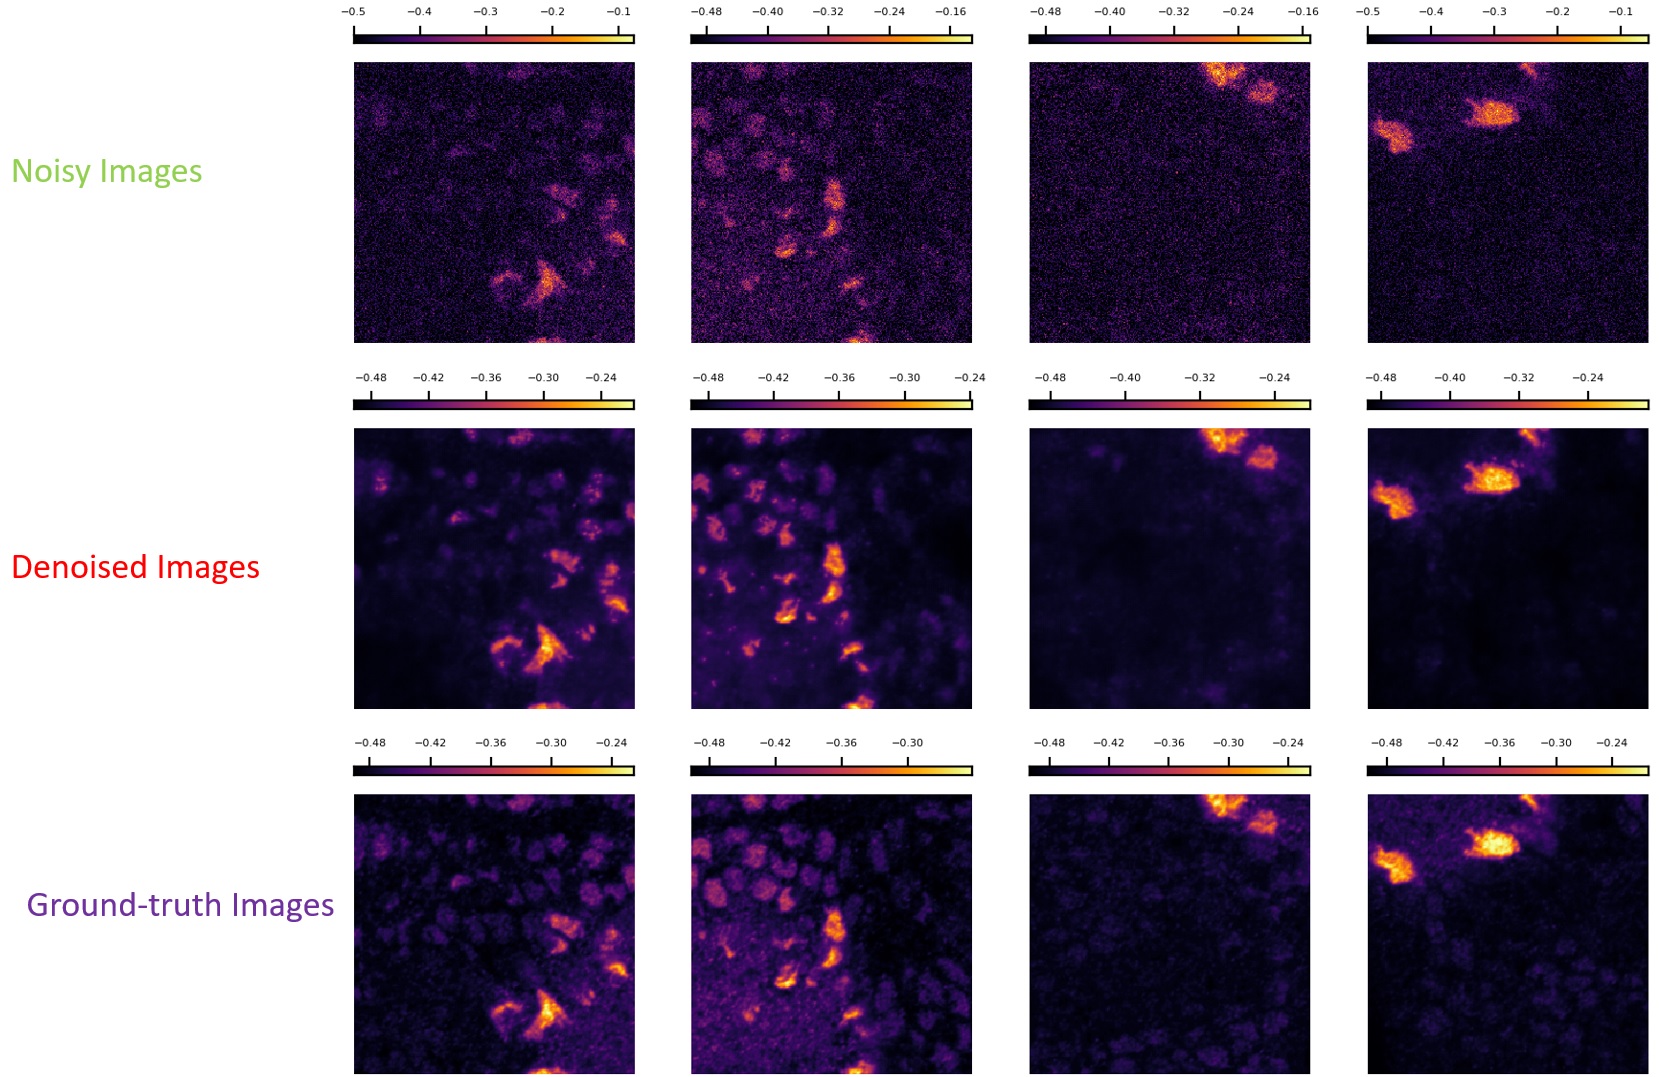 −0.5 −0.4 −0.3 −0.2 −0.1 −0.48 −0.40 −0.32 −0.24 −0.16 −0.48 −0.40 −0.32 −0.24 −0.16 −0.5 −0.4 −0.3 −0.2 −0.1
Noisy Images
−0.48 −0.42 −0.36 −0.30 −0.24 −0.48 −0.42 −0.36 −0.30 −0.24 −0.48 −0.40 −0.32 −0.24 −0.48 −0.40 −0.32 −0.24
Denoised Images
−0.48 −0.42 −0.36 −0.30 −0.24 −0.48 −0.42 −0.36 −0.30 −0.48 −0.42 −0.36 −0.30 −0.24 −0.48 −0.42 −0.36 −0.30 −0.24
Ground-truth Images